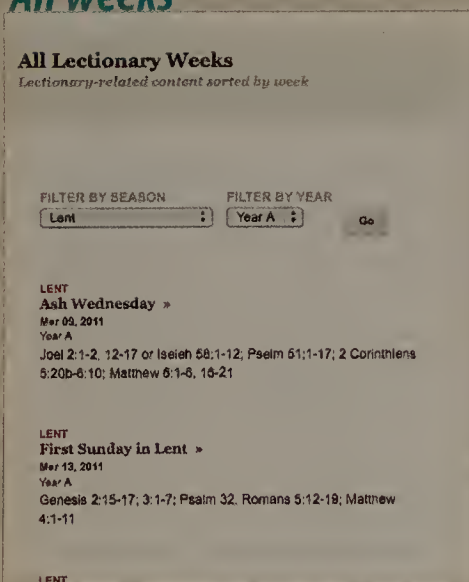 All Weeks
All Lectionary Weeks
Lectionary-related content sorted by week
FILTER BY SEASON FILTER BY YEAR
Lent Year A Go
LENT
Ash Wednesday »
Mar 09, 2011
Year A
Joel 2:1-2, 12-17 or Isaiah 58:1-12; Psalm 51:1-17; 2 Corinthians
5:20b-6:10; Matthew 6:1-6, 16-21
LENT
First Sunday in Lent »
Mar 13, 2011
Year A
Genesis 2:15-17; 3:1-7; Psalm 32, Romans 5:12-19; Matthew
4:1-11
LENT